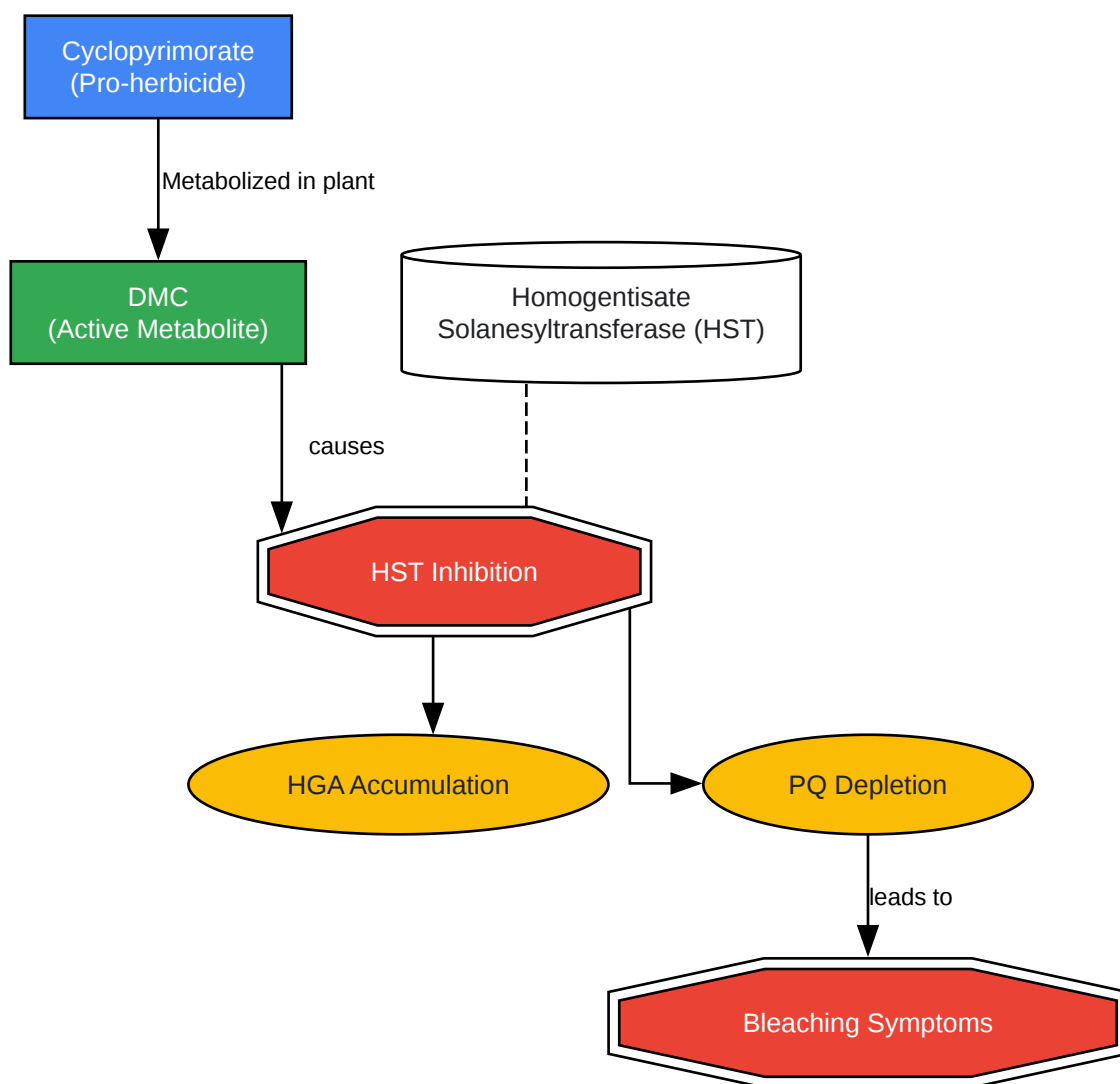 Cyclopyrimorate
(Pro-herbicide)
Metabolized in plant
DMC
(Active Metabolite)
Homogentisate
Solanesyltransferase (HST)
causes
HST Inhibition
HGA Accumulation
PQ Depletion
leads to
Bleaching Symptoms